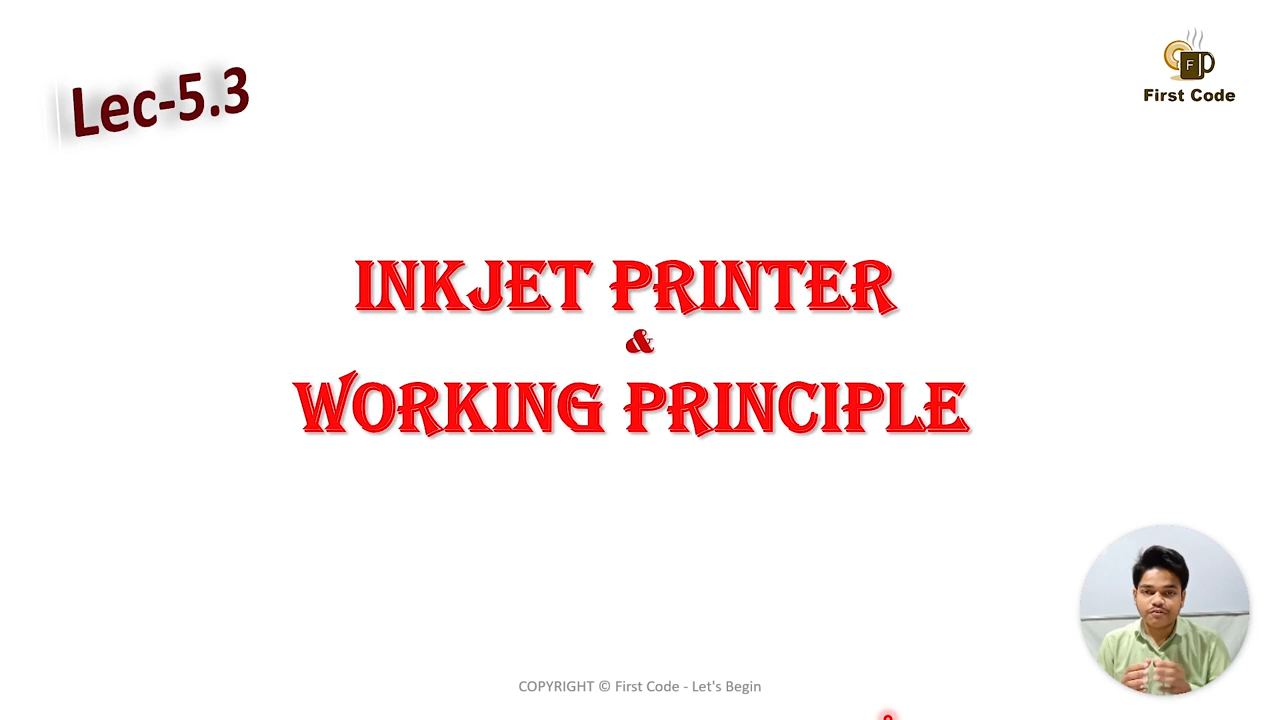 Lec-5.3
F
First Code
INKJET PRINTER
&
WORKING PRINCIPLE
COPYRIGHT © First Code - Let's Begin